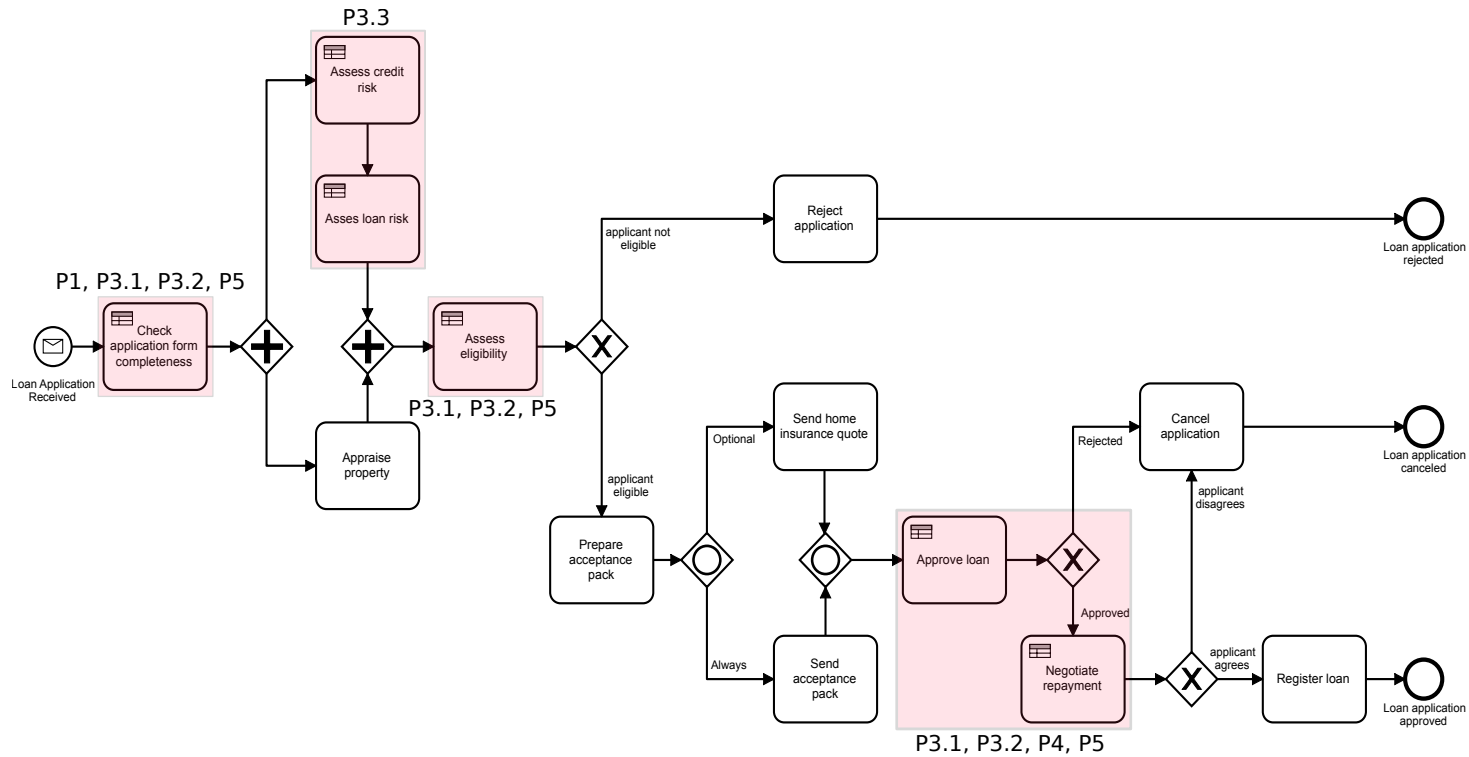 P3.3
Assess credit
risk
Asses loan risk
P1, P3.1, P3.2, P5
Check
application form
completeness
Loan Application
Received
Assess
eligibility
P3.1, P3.2, P5
Appraise
property
applicant not
eligible
Reject
application
Loan application
rejected
applicant
eligible
Prepare
acceptance
pack
Optional
Send home
insurance quote
Always
Send
acceptance
pack
Approve loan
Rejected
Approved
Negotiate
repayment
P3.1, P3.2, P4, P5
Cancel
application
Loan application
canceled
applicant
disagrees
applicant
agrees
Register loan
Loan application
approved